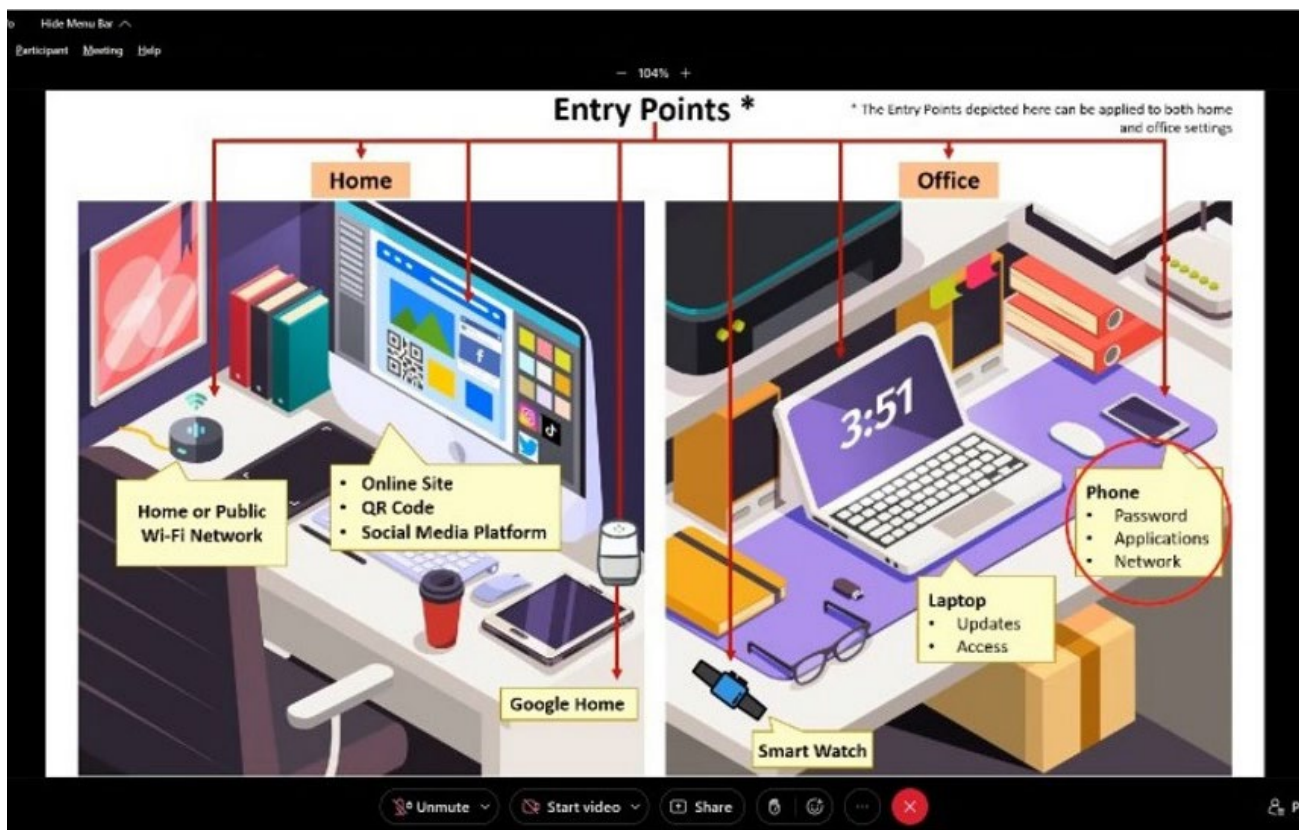 Hide Menu Bar
Participant Meeting Help
− 104% +
Entry Points *
* The Entry Points depicted here can be applied to both home
and office settings
Home
Office
Home or Public
Wi-Fi Network
• Online Site
• QR Code
• Social Media Platform
Google Home
3:51
Phone
• Password
• Applications
• Network
Laptop
• Updates
• Access
Smart Watch
Unmute
Start video
Share